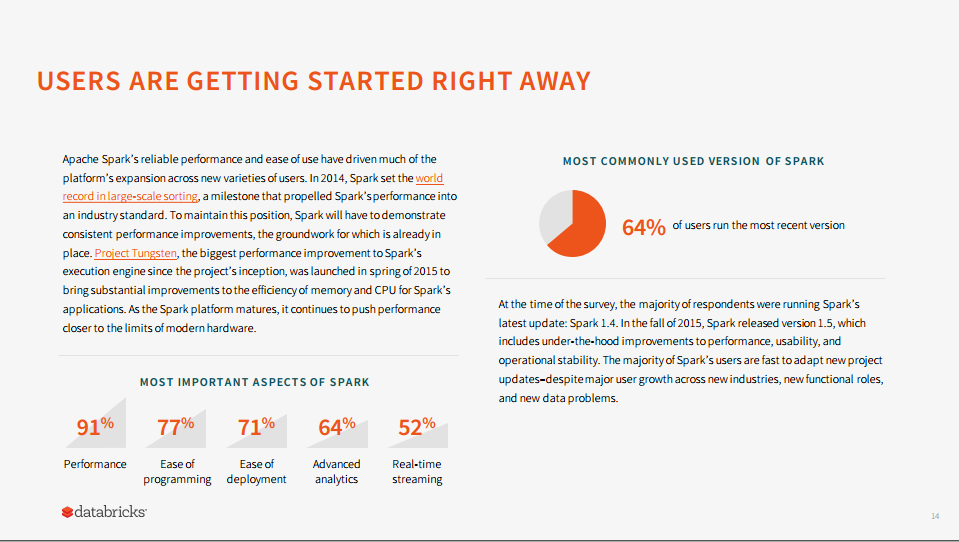 USERS ARE GETTING STARTED RIGHT AWAY
Apache Spark's reliable performance and ease of use have driven much of the
platform's expansion across new varieties of users. In 2014, Spark set the world
record in large-scale sorting, a milestone that propelled Spark's performance into
an industry standard. To maintain this position, Spark will have to demonstrate
consistent performance improvements, the groundwork for which is already in
place. Project Tungsten, the biggest performance improvement to Spark's
execution engine since the project's inception, was launched in spring of 2015 to
bring substantial improvements to the efficiency of memory and CPU for Spark's
applications. As the Spark platform matures, it continues to push performance
closer to the limits of modern hardware.
MOST IMPORTANT ASPECTS OF SPARK
91% 77% 71% 64% 52%
Performance Ease of Ease of Advanced Real-time
programming deployment analytics streaming
MOST COMMONLY USED VERSION OF SPARK
64% of users run the most recent version
At the time of the survey, the majority of respondents were running Spark's
latest update: Spark 1.4. In the fall of 2015, Spark released version 1.5, which
includes under-the-hood improvements to performance, usability, and
operational stability. The majority of Spark's users are fast to adapt new project
updates–despite major user growth across new industries, new functional roles,
and new data problems.
databricks
14